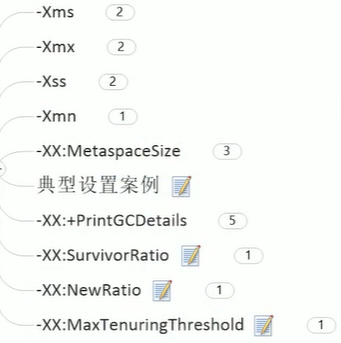 -Xms 2
-Xmx 2
-Xss 2
-Xmn 1
-XX:MetaspaceSize 3
典型设置案例
-XX:+PrintGCDetails 5
-XX:SurvivorRatio 1
-XX:NewRatio 1
-XX:MaxTenuringThreshold 1